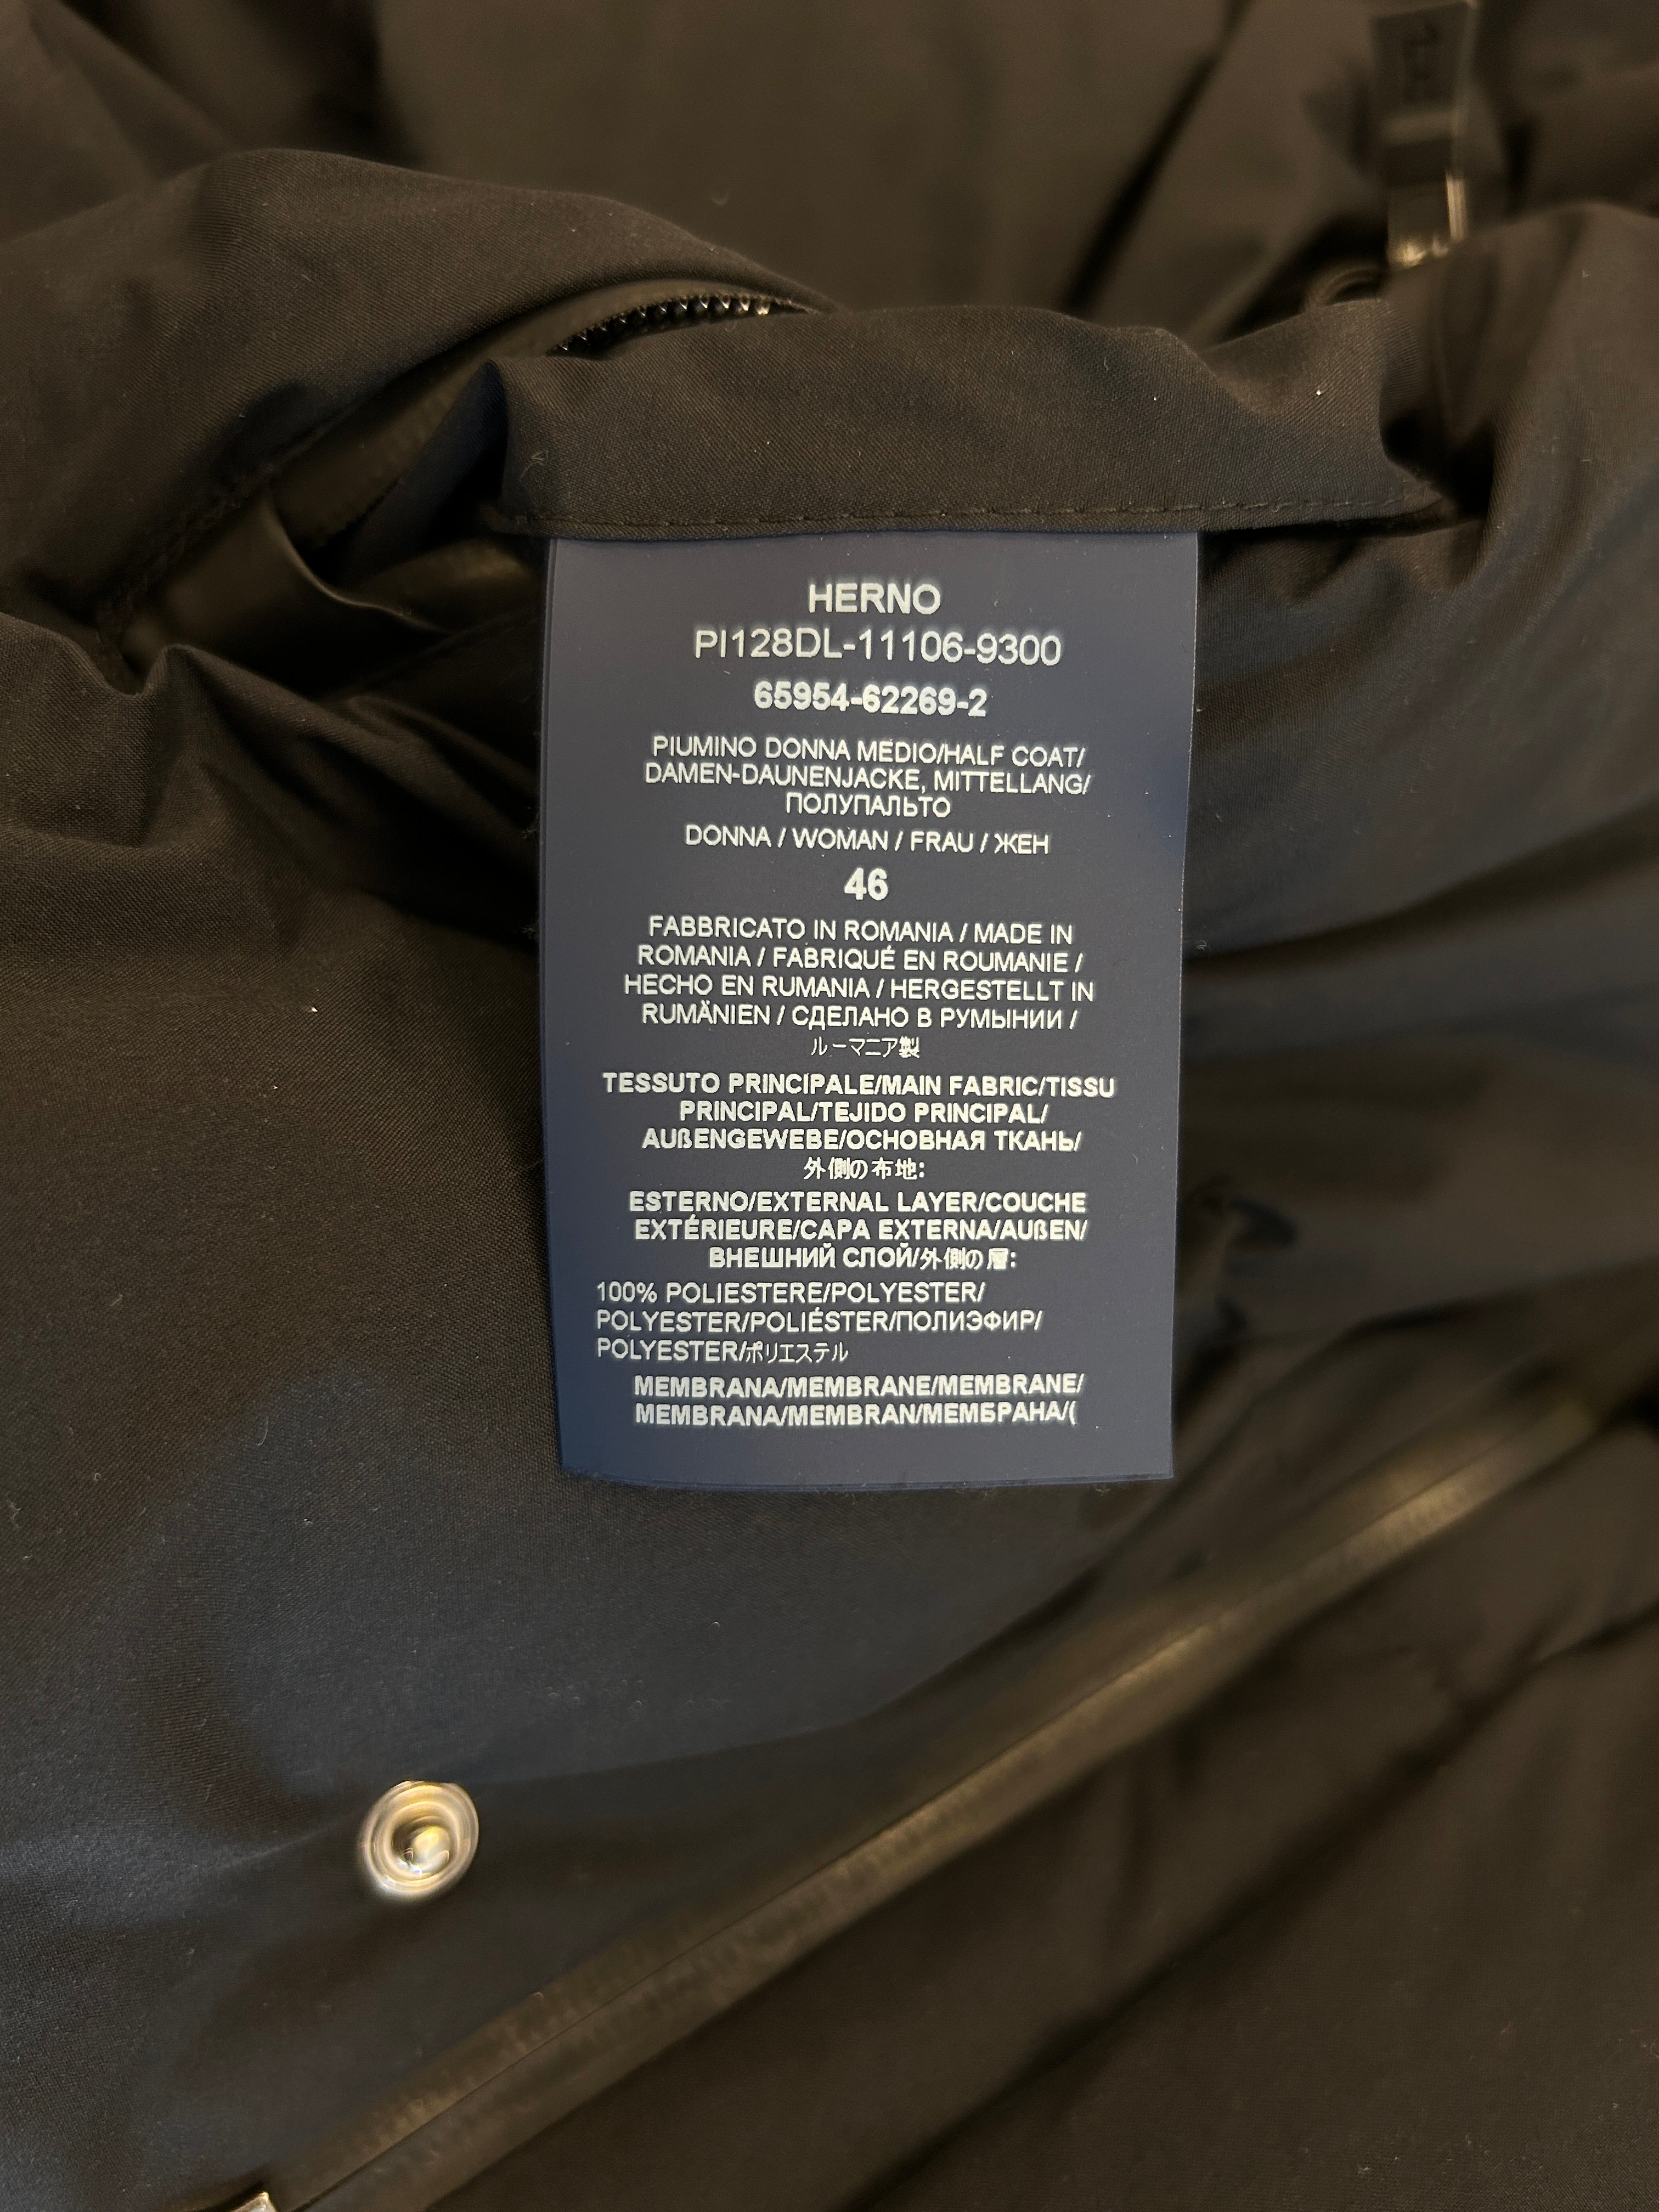 HERNO
PI128DL-11106-9300
65954-62269-2
PIUMINO DONNA MEDIO/HALF COAT/
DAMEN-DAUNENJACKE, MITTELLANG/
ПОЛУПАЛЬТО
DONNA / WOMAN / FRAU / ЖЕН
46
FABBRICATO IN ROMANIA / MADE IN
ROMANIA / FABRIQUÉ EN ROUMANIE /
HECHO EN RUMANIA / HERGESTELLT IN
RUMÄNIEN / СДЕЛАНО В РУМЫНИИ /
ルーマニア製
TESSUTO PRINCIPALE/MAIN FABRIC/TISSU
PRINCIPAL/TEJIDO PRINCIPAL/
AUßENGEWEBE/ОСНОВНАЯ ТКАНЬ/
外側の布地:
ESTERNO/EXTERNAL LAYER/COUCHE
EXTÉRIEURE/CAPA EXTERNA/AUßEN/
ВНЕШНИЙ СЛОЙ/外側の層:
100% POLIESTERE/POLYESTER/
POLYESTER/POLIÉSTER/ПОЛИЭФИР/
POLYESTER/ポリエステル
MEMBRANA/MEMBRANE/MEMBRANE/
MEMBRANA/MEMBRAN/МЕМБРАНА/(